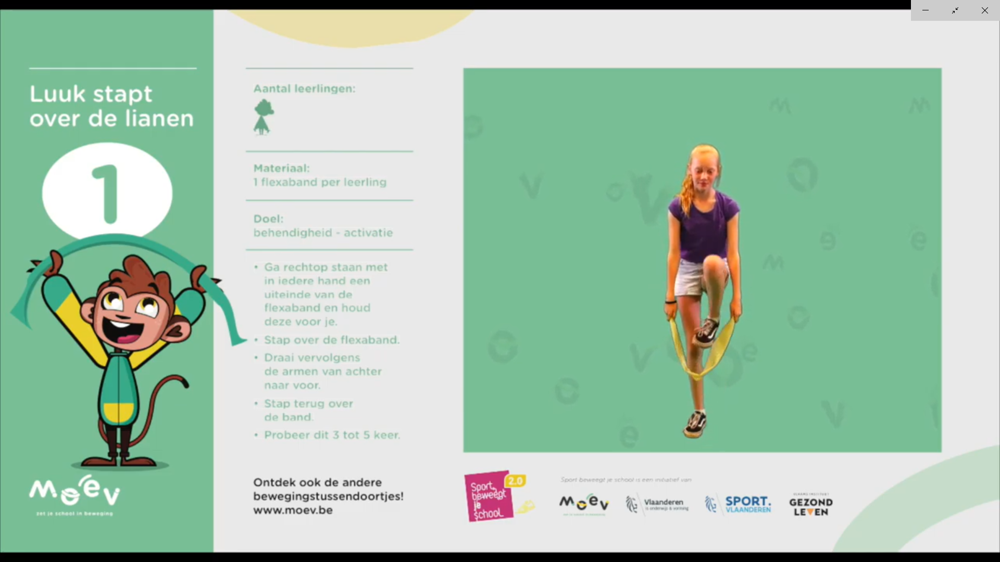 Luuk stapt
over de lianen
1
moev
zet je school in beweging
Aantal leerlingen:
Materiaal:
1 flexaband per leerling
Doel:
behendigheid - activatie
• Ga rechtop staan met
in iedere hand een
uiteinde van de
flexaband en houd
deze voor je.
• Stap over de flexaband.
• Draai vervolgens
de armen van achter
naar voor.
• Stap terug over
de band.
• Probeer dit 3 tot 5 keer.
Ontdek ook de andere
bewegingstussendoortjes!
www.moev.be
Sport beweegt je school 2.0
Sport beweegt je school is een initiatief van
moev
Vlaanderen
is onderwijs & vorming
SPORT.
VLAANDEREN
VLAAMS INSTITUUT
GEZOND
LEVEN